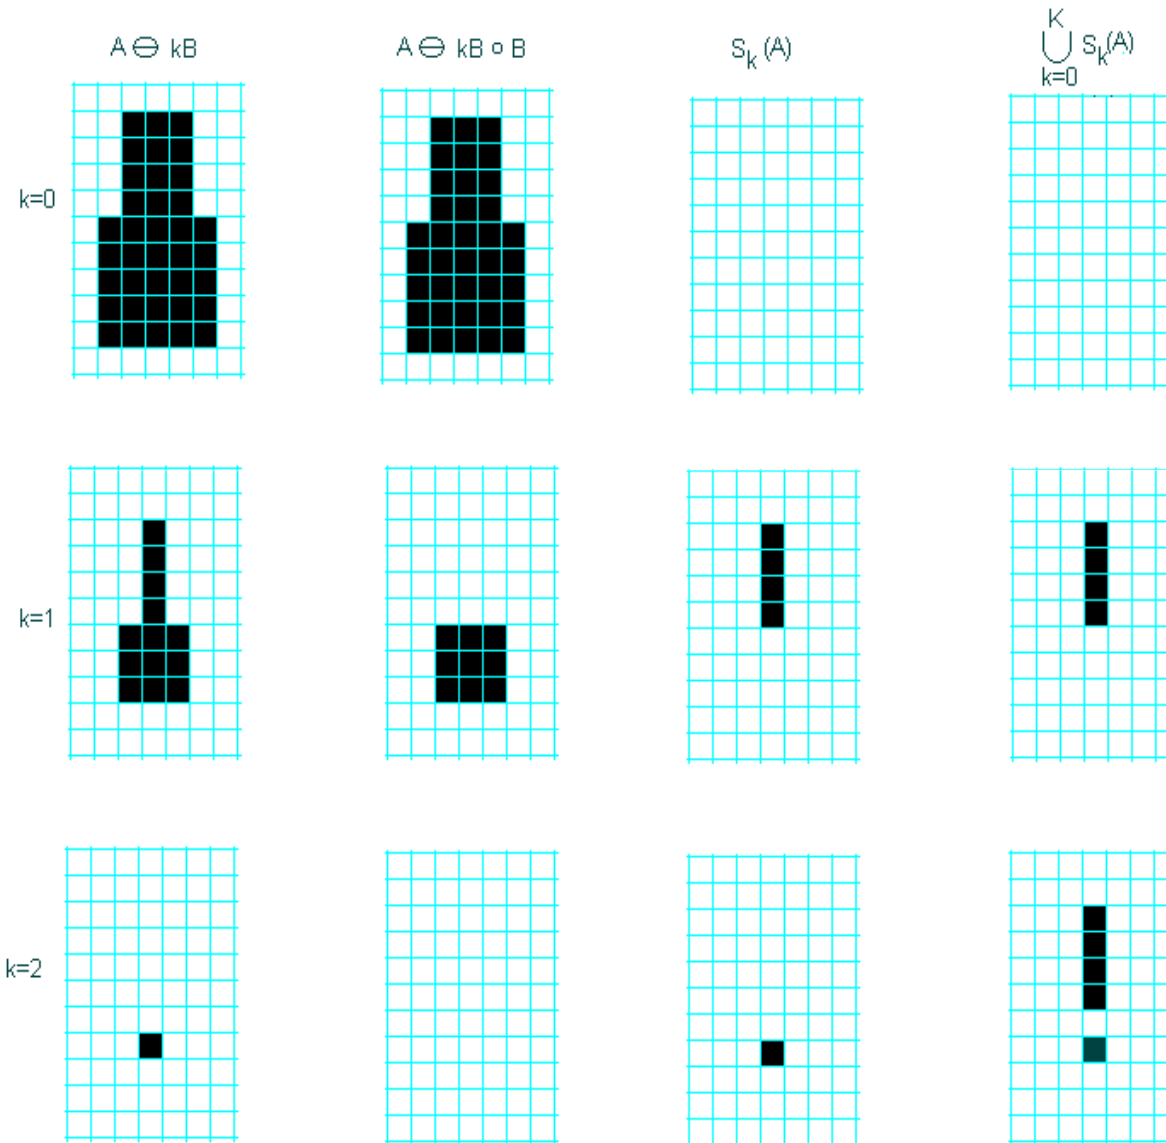 A ⊖ kB
A ⊖ kB o B
S_k (A)
K
⋃ S_k(A)
k=0
k=0
k=1
k=2